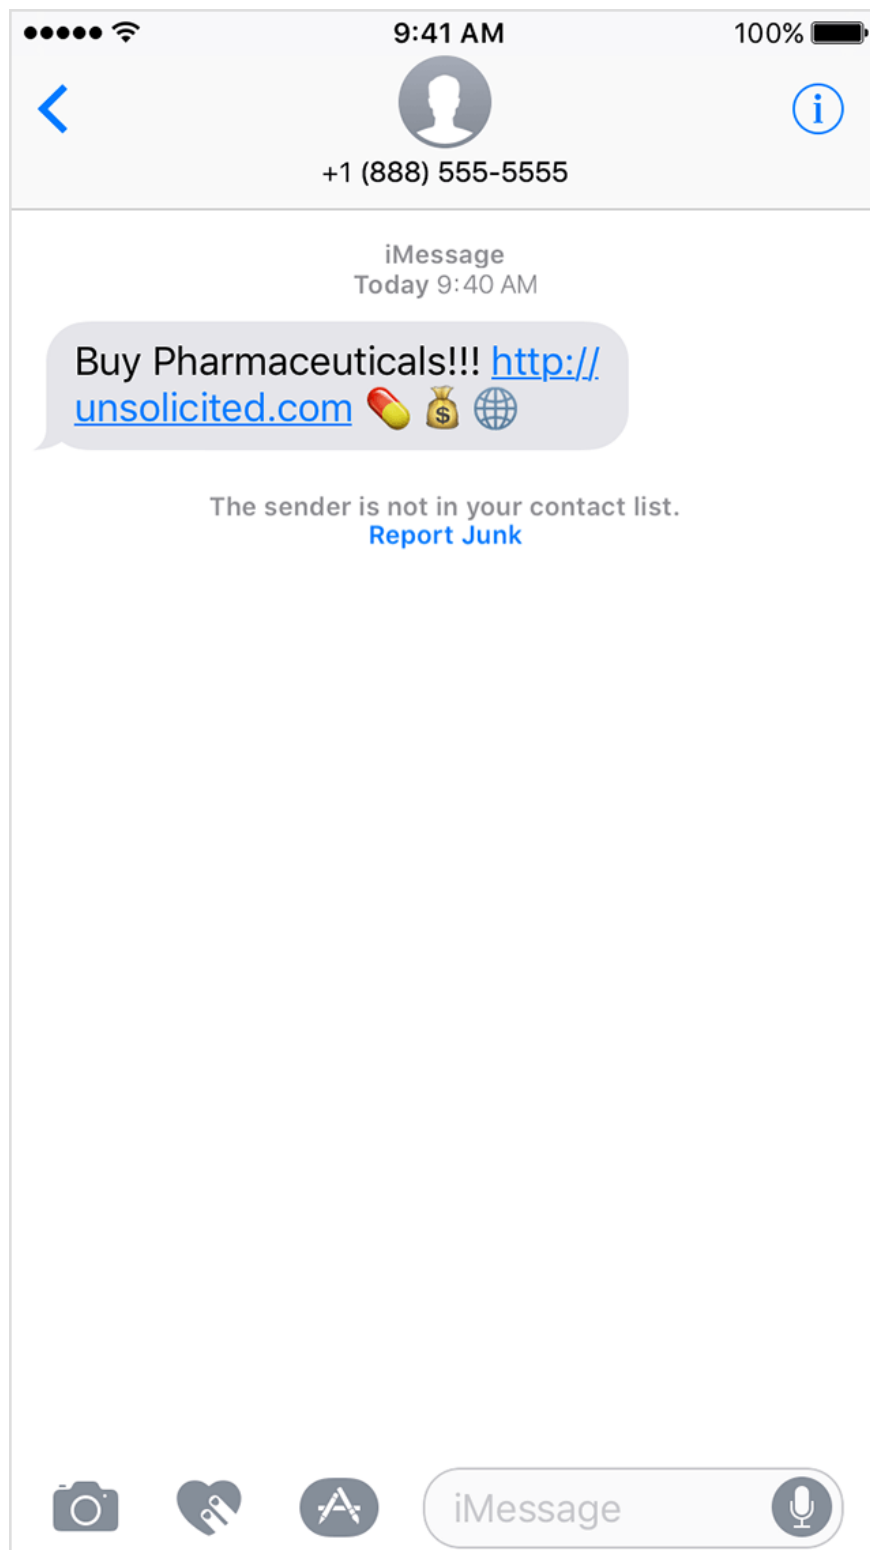 9:41 AM 100%
+1 (888) 555-5555
iMessage
Today 9:40 AM
Buy Pharmaceuticals!!! http://
unsolicited.com
The sender is not in your contact list.
Report Junk
iMessage